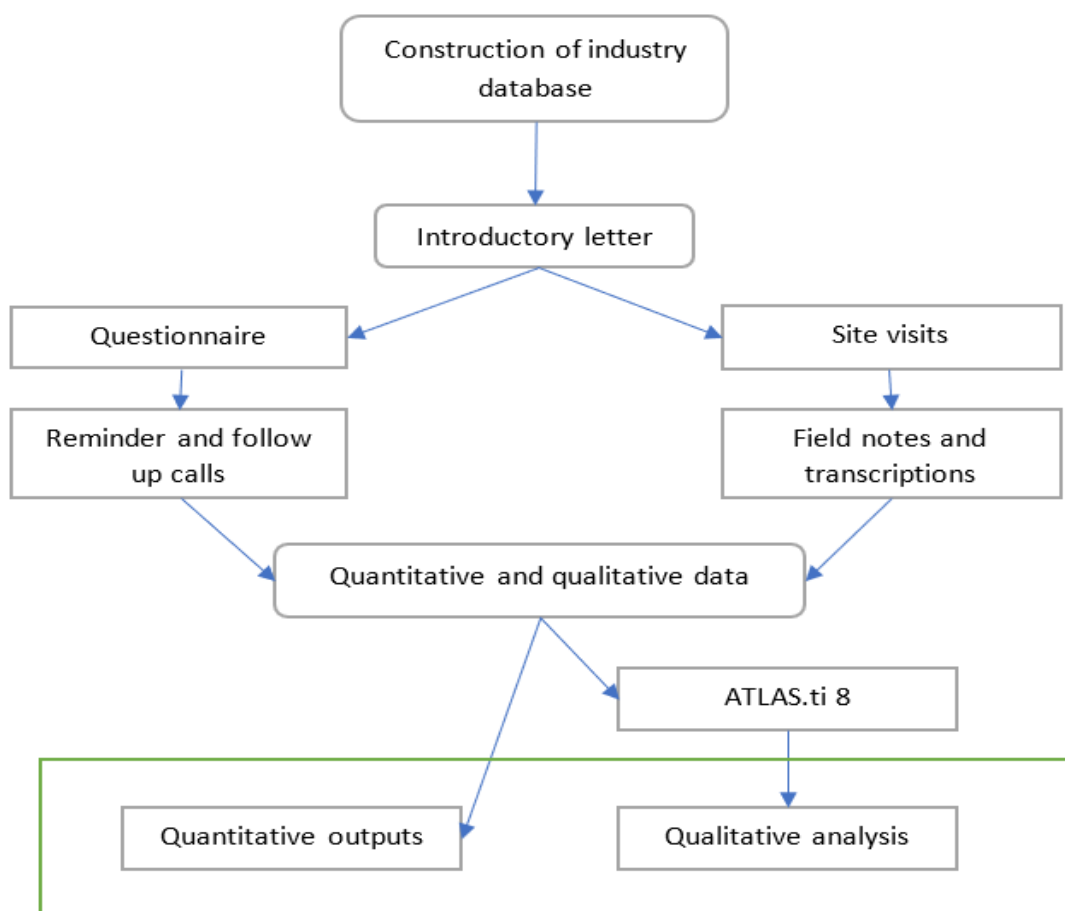 Construction of industry
database
Introductory letter
Questionnaire
Site visits
Reminder and follow
up calls
Field notes and
transcriptions
Quantitative and qualitative data
ATLAS.ti 8
Quantitative outputs
Qualitative analysis